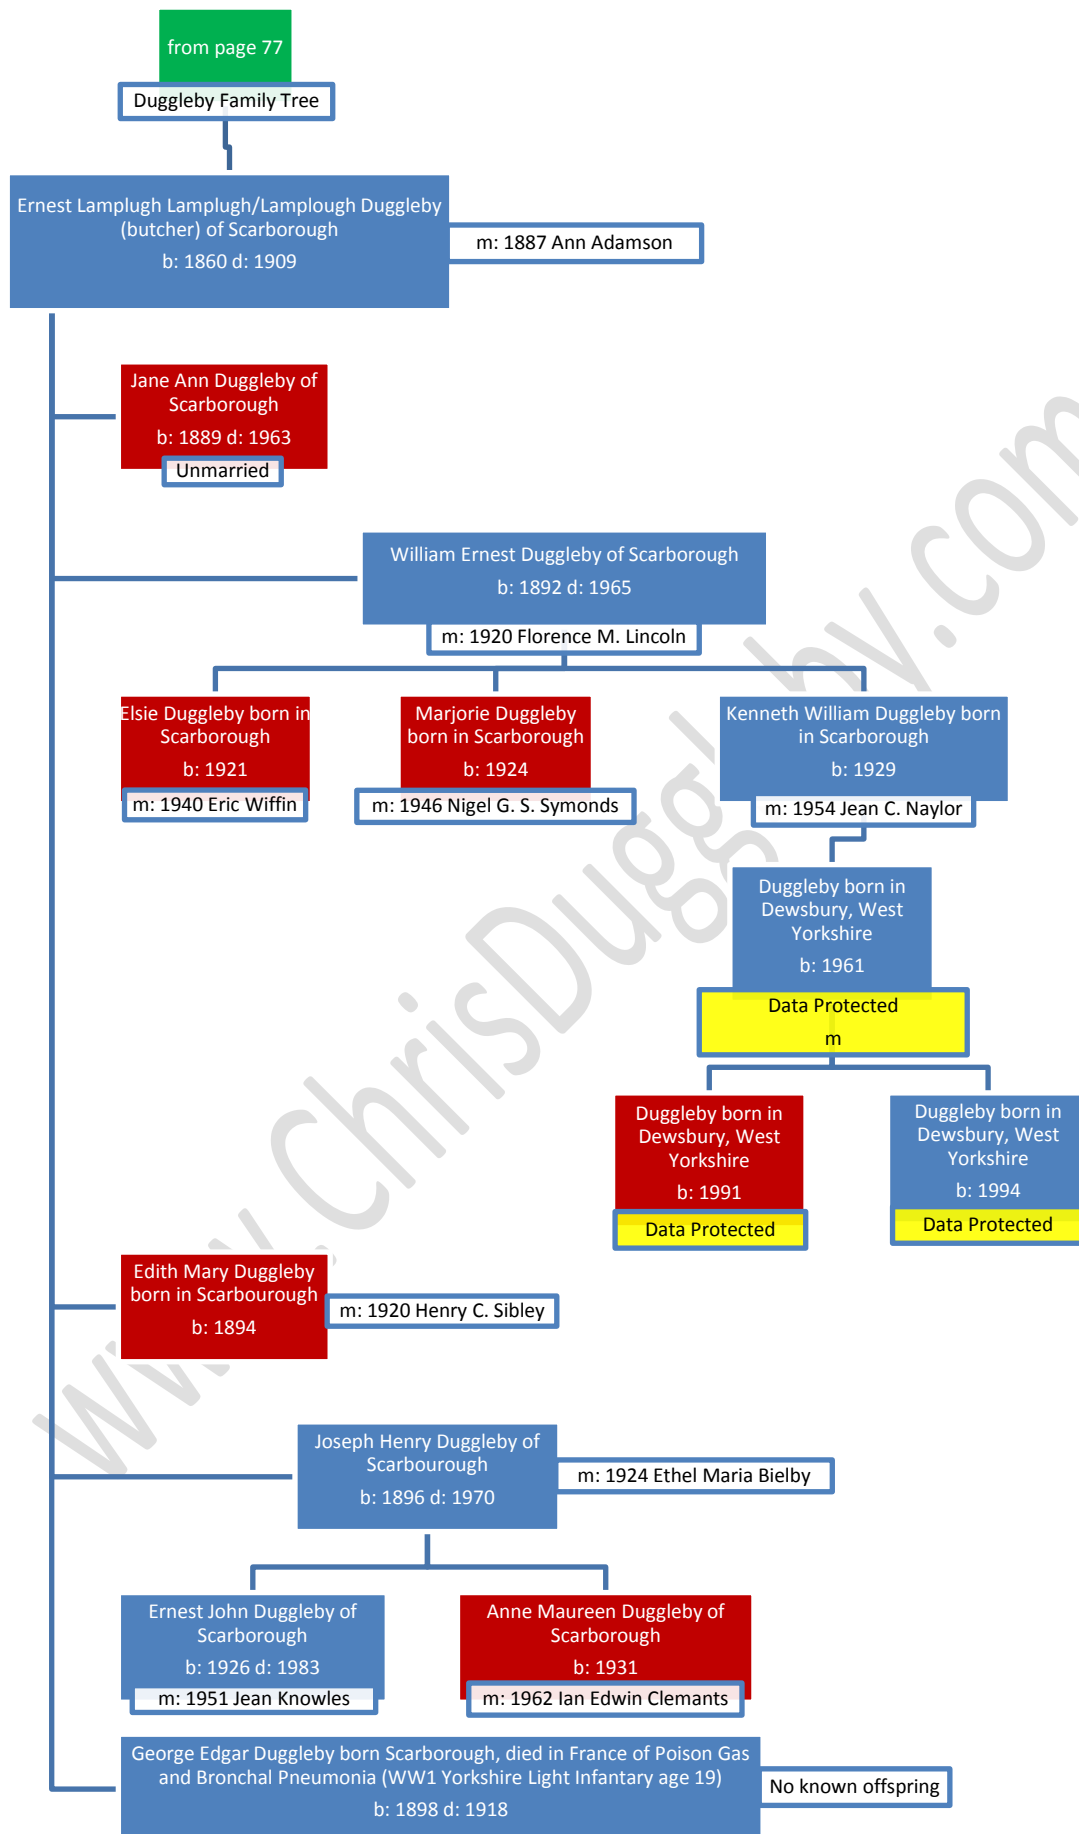 from page 77
Duggleby Family Tree
Ernest Lamplugh Lamplugh/Lamplough Duggleby
(butcher) of Scarborough
b: 1860 d: 1909
m: 1887 Ann Adamson
Jane Ann Duggleby of
Scarborough
b: 1889 d: 1963
Unmarried
William Ernest Duggleby of Scarborough
b: 1892 d: 1965
m: 1920 Florence M. Lincoln
Elsie Duggleby born in
Scarborough
b: 1921
m: 1940 Eric Wiffin
Marjorie Duggleby
born in Scarborough
b: 1924
m: 1946 Nigel G. S. Symonds
Kenneth William Duggleby born
in Scarborough
b: 1929
m: 1954 Jean C. Naylor
Duggleby born in
Dewsbury, West
Yorkshire
b: 1961
Data Protected
m
Duggleby born in
Dewsbury, West
Yorkshire
b: 1991
Data Protected
Duggleby born in
Dewsbury, West
Yorkshire
b: 1994
Data Protected
Edith Mary Duggleby
born in Scarbourough
b: 1894
m: 1920 Henry C. Sibley
Joseph Henry Duggleby of
Scarbourough
b: 1896 d: 1970
m: 1924 Ethel Maria Bielby
Ernest John Duggleby of
Scarborough
b: 1926 d: 1983
m: 1951 Jean Knowles
Anne Maureen Duggleby of
Scarborough
b: 1931
m: 1962 Ian Edwin Clemants
George Edgar Duggleby born Scarborough, died in France of Poison Gas
and Bronchal Pneumonia (WW1 Yorkshire Light Infantary age 19)
b: 1898 d: 1918
No known offspring
www.ChrisDuggleby.com